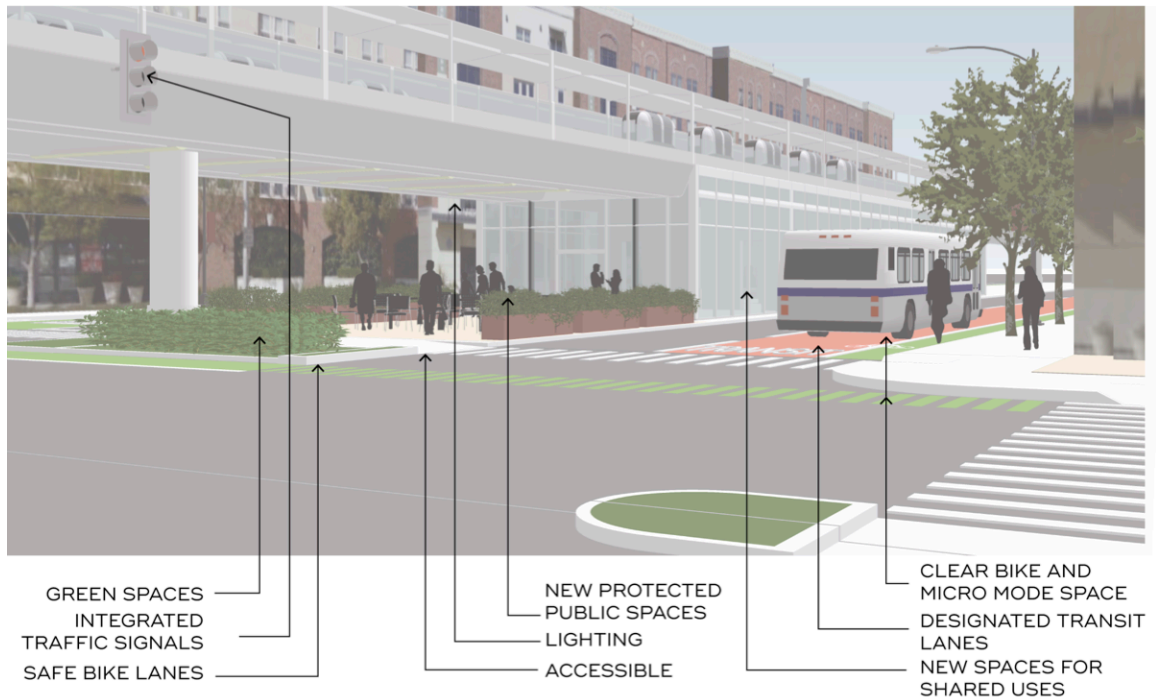 GREEN SPACES
INTEGRATED
TRAFFIC SIGNALS
SAFE BIKE LANES
NEW PROTECTED
PUBLIC SPACES
LIGHTING
ACCESSIBLE
CLEAR BIKE AND
MICRO MODE SPACE
DESIGNATED TRANSIT
LANES
NEW SPACES FOR
SHARED USES